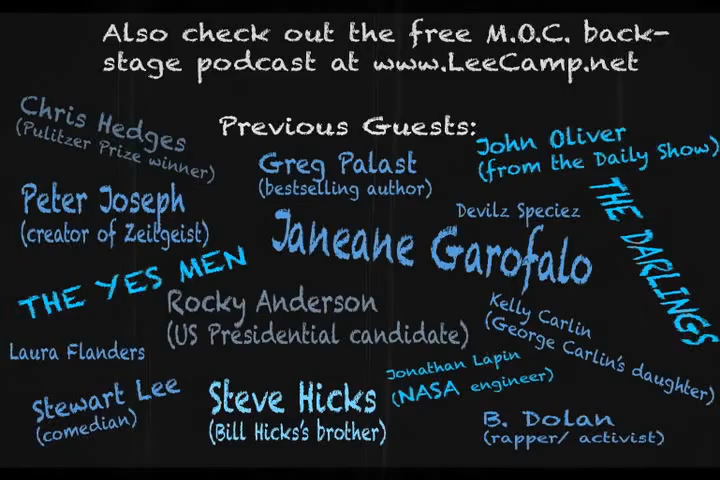 Also check out the free M.O.C. back-
stage podcast at www.LeeCamp.net
Previous Guests:
Chris Hedges
(Pulitzer Prize winner)
Greg Palast
(bestselling author)
John Oliver
(from the Daily Show)
Peter Joseph
(creator of Zeitgeist)
Devilz Speciez
Janeane Garofalo
THE DARLINGS
THE YES MEN
Rocky Anderson
(US Presidential candidate)
Kelly Carlin
(George Carlin's daughter)
Laura Flanders
Jonathan Lapin
(NASA engineer)
Stewart Lee
(comedian)
Steve Hicks
(Bill Hicks's brother)
B. Dolan
(rapper/ activist)